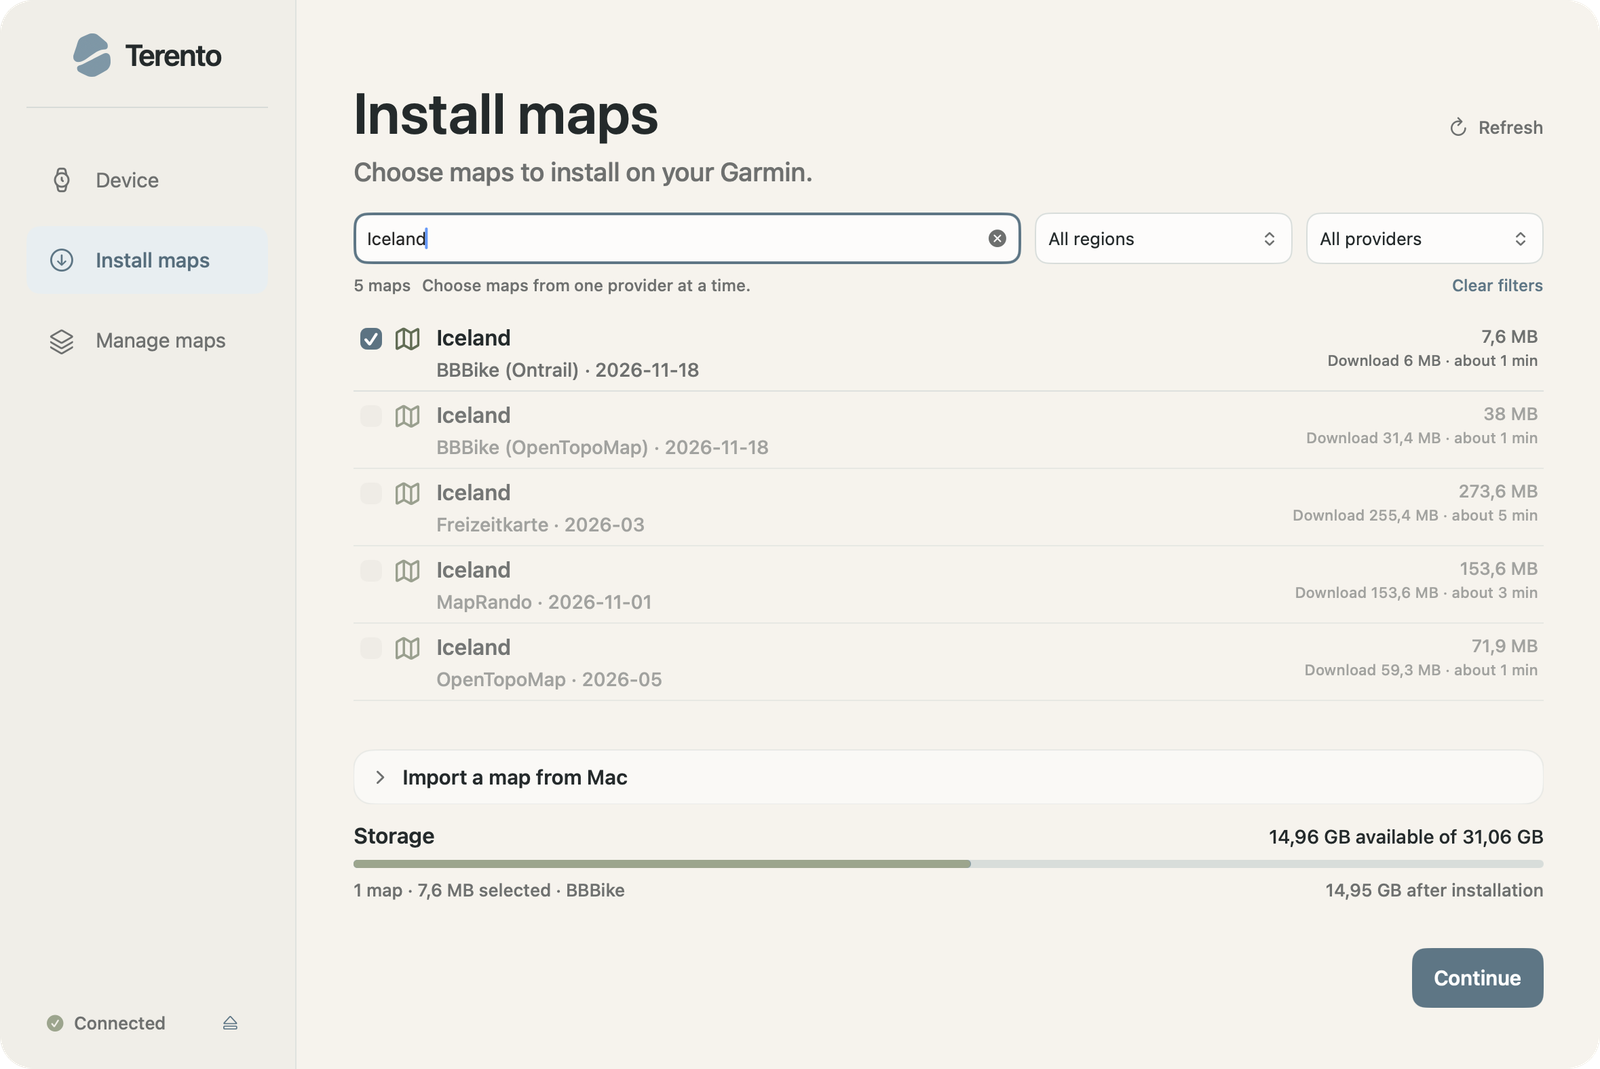 Terento
Device
Install maps
Manage maps
Connected
Install maps
Refresh
Choose maps to install on your Garmin.
Iceland
All regions
All providers
5 maps Choose maps from one provider at a time.
Clear filters
Iceland
7,6 MB
BBBike (Ontrail) · 2026-11-18
Download 6 MB · about 1 min
Iceland
38 MB
BBBike (OpenTopoMap) · 2026-11-18
Download 31,4 MB · about 1 min
Iceland
273,6 MB
Freizeitkarte · 2026-03
Download 255,4 MB · about 5 min
Iceland
153,6 MB
MapRando · 2026-11-01
Download 153,6 MB · about 3 min
Iceland
71,9 MB
OpenTopoMap · 2026-05
Download 59,3 MB · about 1 min
Import a map from Mac
Storage
14,96 GB available of 31,06 GB
1 map · 7,6 MB selected · BBBike
14,95 GB after installation
Continue